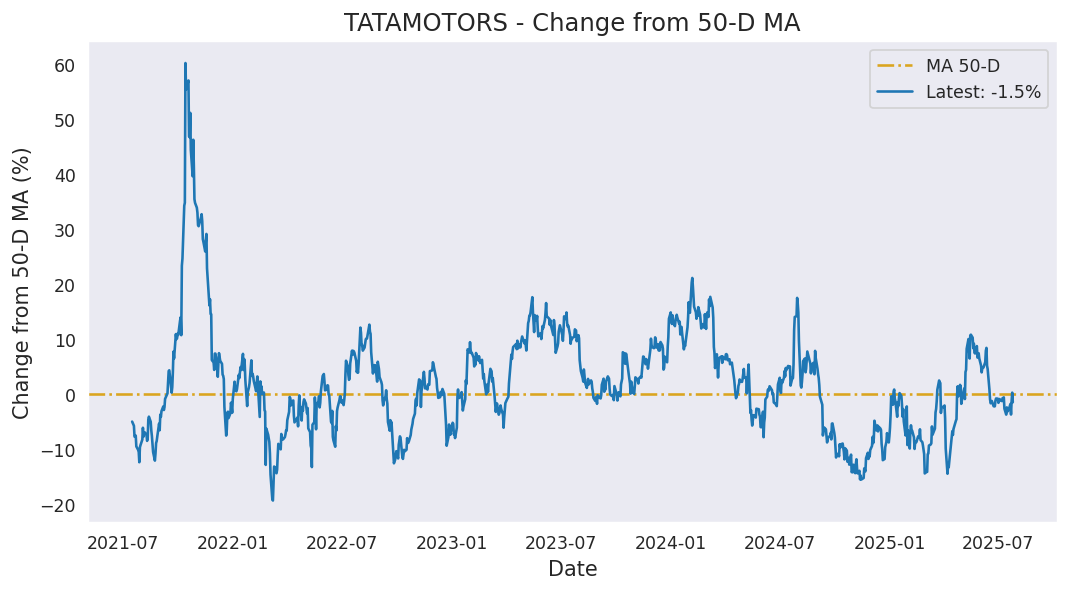 TATAMOTORS - Change from 50-D MA
MA 50-D
Latest: -1.5%
Change from 50-D MA (%)
60
50
40
30
20
10
0
−10
−20
2021-07 2022-01 2022-07 2023-01 2023-07 2024-01 2024-07 2025-01 2025-07
Date